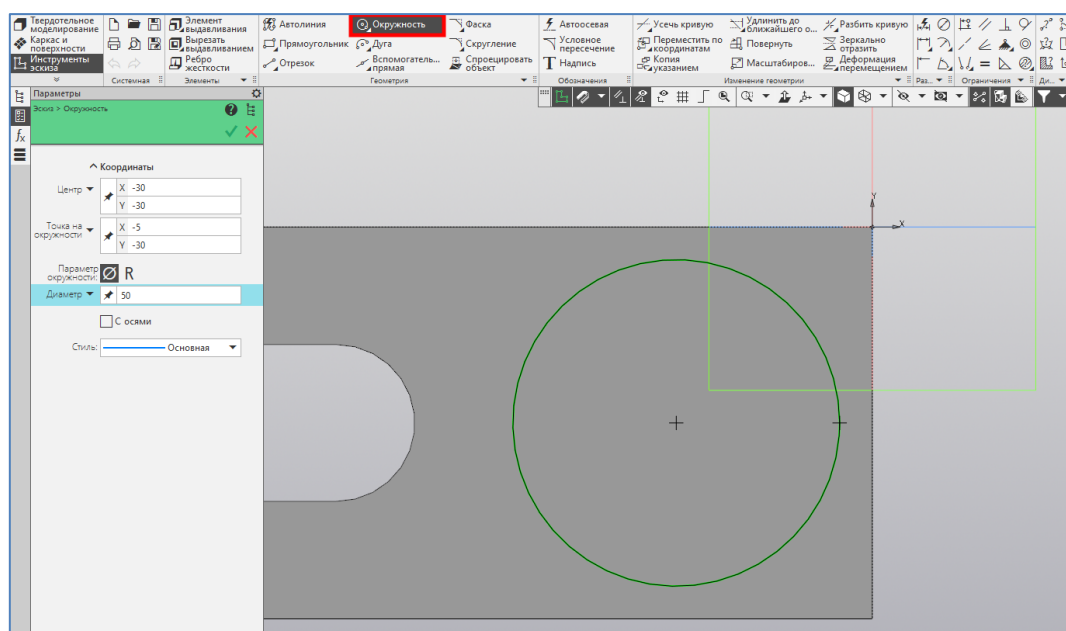 Твердотельное
моделирование
Каркас и
поверхности
Инструменты
эскиза
Системная
Элемент
выдавливания
Вырезать
выдавливанием
Ребро
жесткости
Элементы
Автолиния
Окружность
Фаска
Прямоугольник
Дуга
Скругление
Отрезок
Вспомогатель...
прямая
Спроецировать
объект
Геометрия
Автоосевая
Условное
пересечение
Надпись
Обозначения
Усечь кривую
Удлинить до
ближайшего о...
Разбить кривую
Переместить по
координатам
Повернуть
Зеркально
отразить
Копия
указанием
Масштабиров...
Деформация
перемещением
Изменение геометрии
Раз...
Ограничения
Ди...
Параметры
Эскиз > Окружность
Координаты
Центр
X -30
Y -30
Точка на
окружности
X -5
Y -30
Параметр
окружности:
R
Диаметр
50
С осями
Стиль:
Основная
Y
X